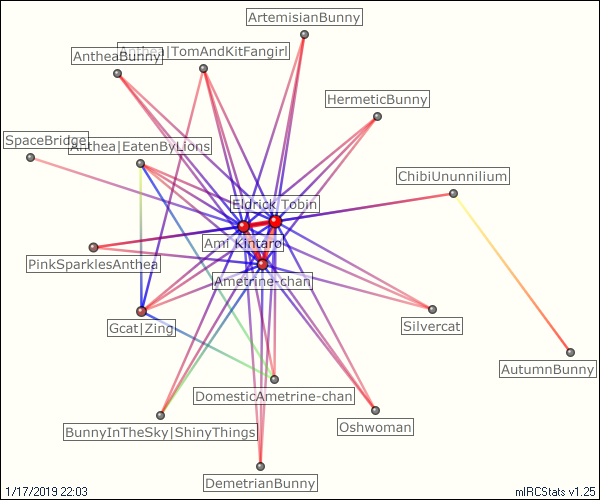 ArtemisianBunny
Anthea|TomAndKitFangirl
AntheaBunny
HermeticBunny
SpaceBridge
Anthea|EatenByLions
ChibiUnunnilium
Eldrick Tobin
Ami Kintaro
PinkSparklesAnthea
Ametrine-chan
Gcat|Zing
Silvercat
AutumnBunny
DomesticAmetrine-chan
Oshwoman
BunnyInTheSky|ShinyThings
DemetrianBunny
1/17/2019 22:03
mIRCStats v1.25